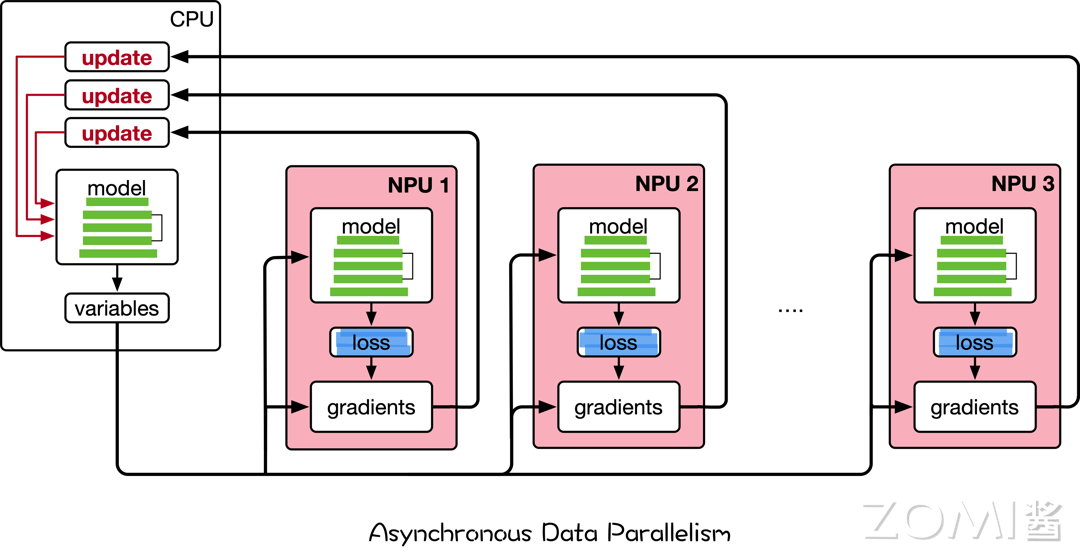 CPU
update
update
update
model
variables
NPU 1
model
loss
gradients
NPU 2
model
loss
gradients
....
NPU 3
model
loss
gradients
Asynchronous Data Parallelism
ZOMI酱